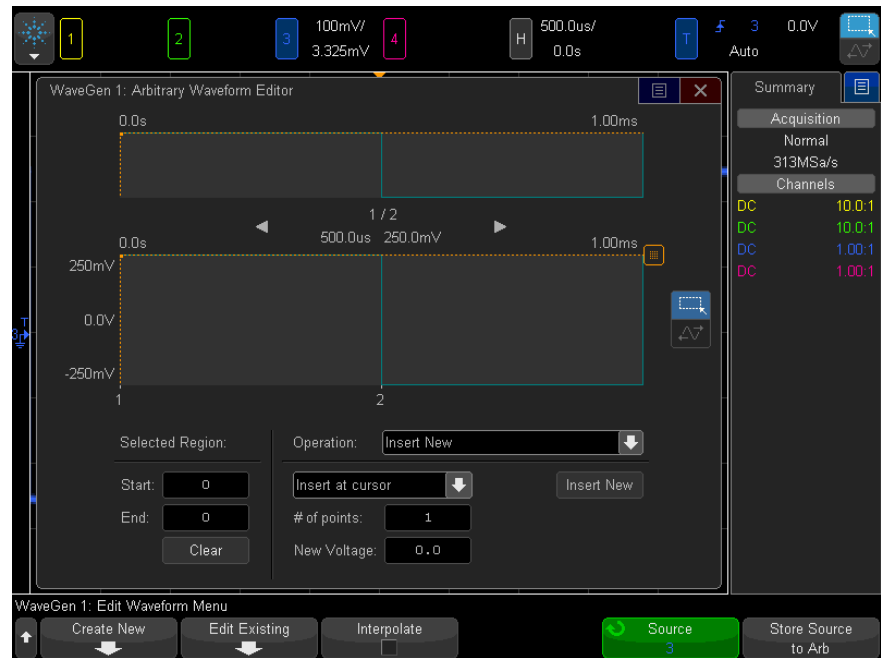 1
2
3
100mV/
3.325mV
4
H
500.0us/
0.0s
T
3
0.0V
Auto
WaveGen 1: Arbitrary Waveform Editor
Summary
0.0s
1.00ms
Acquisition
Normal
313MSa/s
Channels
DC 10.0:1
DC 10.0:1
DC 1.00:1
DC 1.00:1
1 / 2
500.0us 250.0mV
0.0s
1.00ms
250mV
0.0V
-250mV
T
3
1
2
Selected Region:
Operation: Insert New
Start: 0
Insert at cursor
Insert New
End: 0
# of points: 1
Clear
New Voltage: 0.0
WaveGen 1: Edit Waveform Menu
Create New
Edit Existing
Interpolate
Source
3
Store Source
to Arb